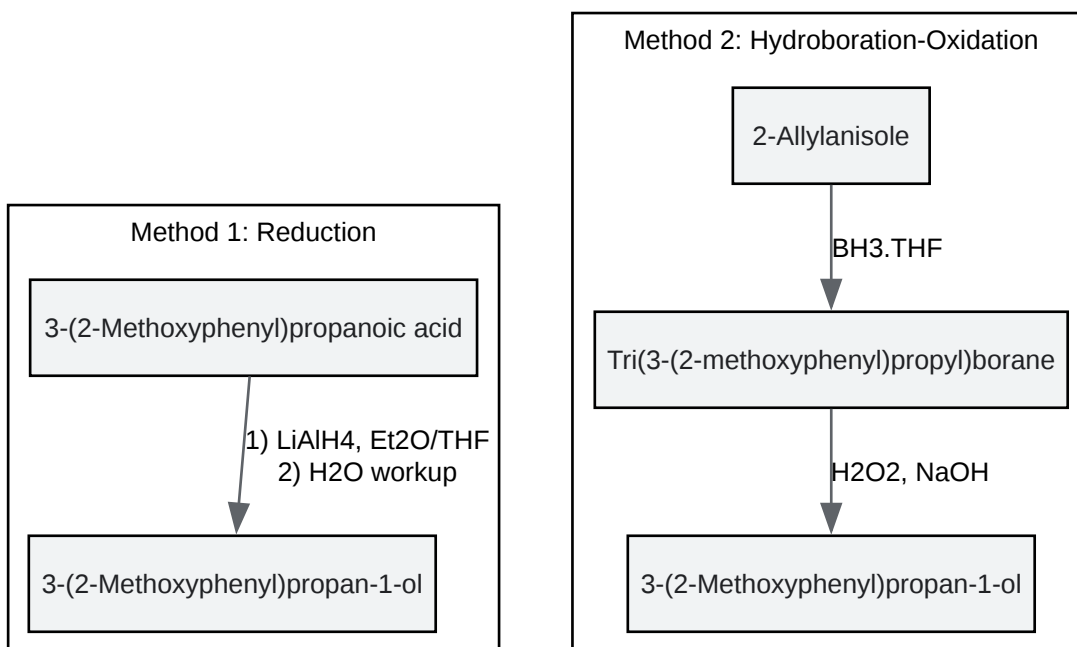 Method 1: Reduction
3-(2-Methoxyphenyl)propanoic acid
1) LiAlH4, Et2O/THF
2) H2O workup
3-(2-Methoxyphenyl)propan-1-ol
Method 2: Hydroboration-Oxidation
2-Allylanisole
BH3.THF
Tri(3-(2-methoxyphenyl)propyl)borane
H2O2, NaOH
3-(2-Methoxyphenyl)propan-1-ol